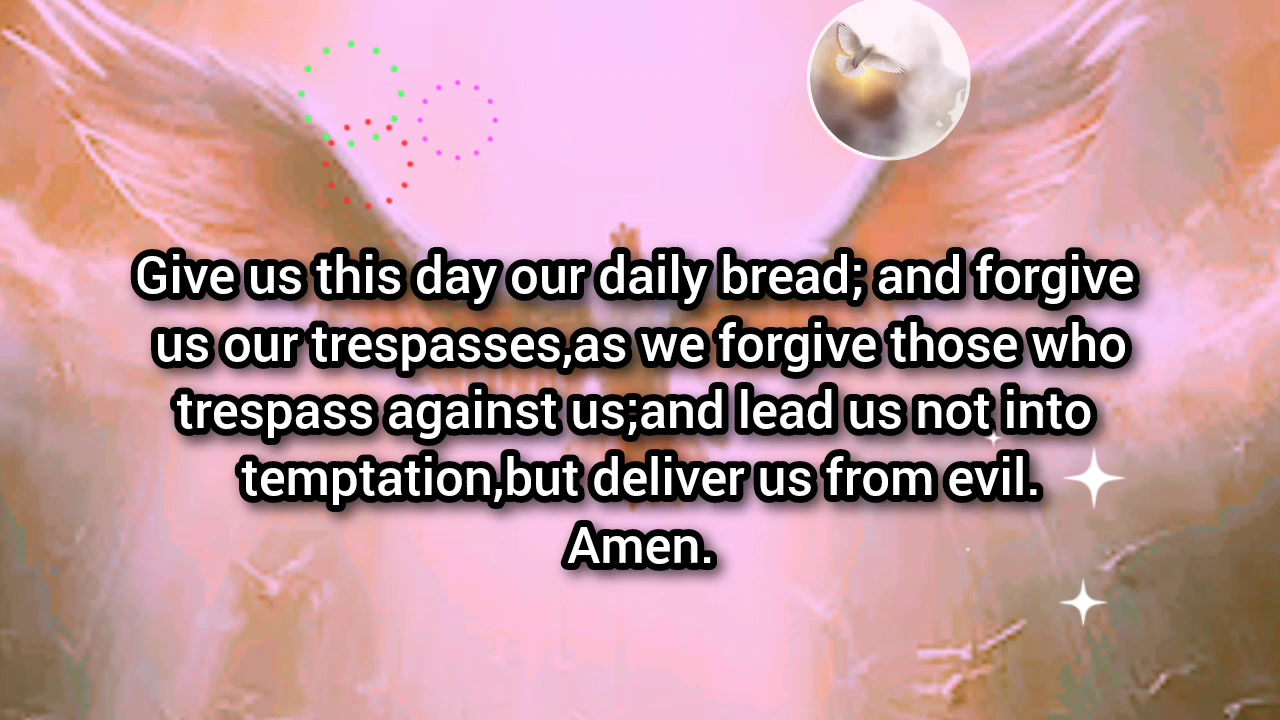 Give us this day our daily bread; and forgive
us our trespasses,as we forgive those who
trespass against us;and lead us not into
temptation,but deliver us from evil.
Amen.